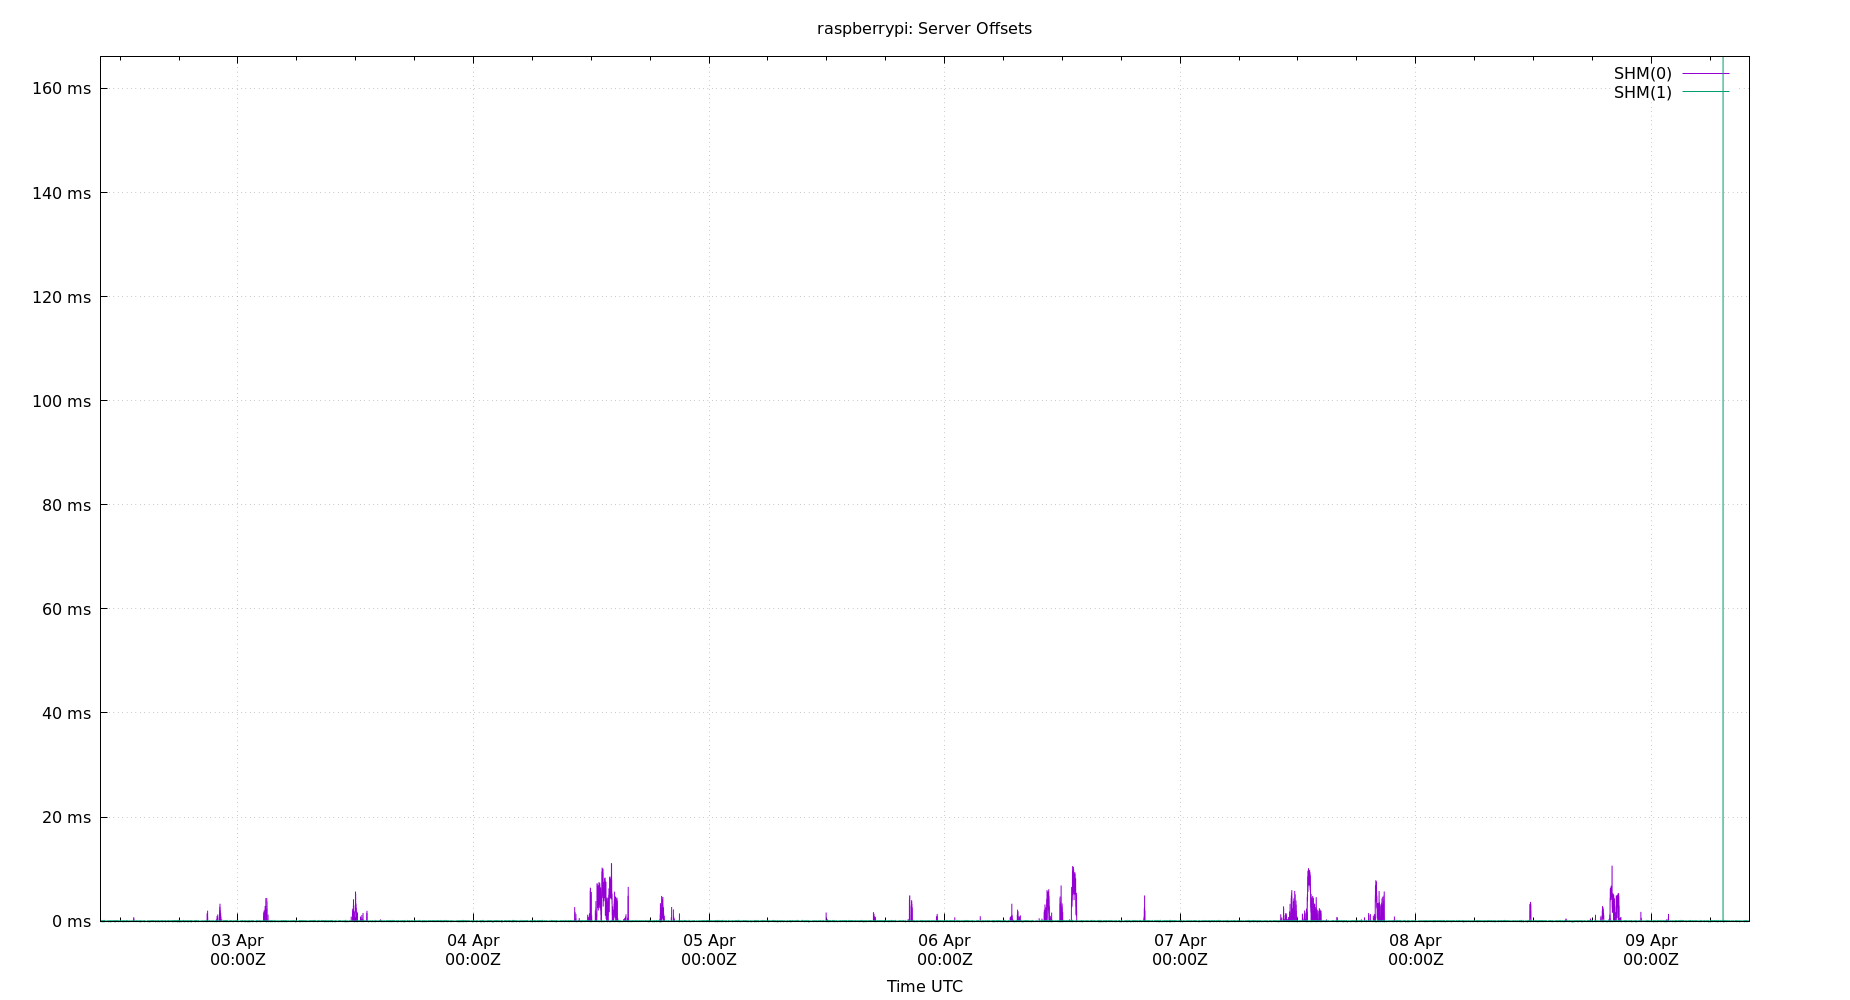 raspberrypi: Server Offsets
SHM(0)
SHM(1)
160 ms
140 ms
120 ms
100 ms
80 ms
60 ms
40 ms
20 ms
0 ms
03 Apr 04 Apr 05 Apr 06 Apr 07 Apr 08 Apr 09 Apr
00:00Z 00:00Z 00:00Z 00:00Z 00:00Z 00:00Z 00:00Z
Time UTC